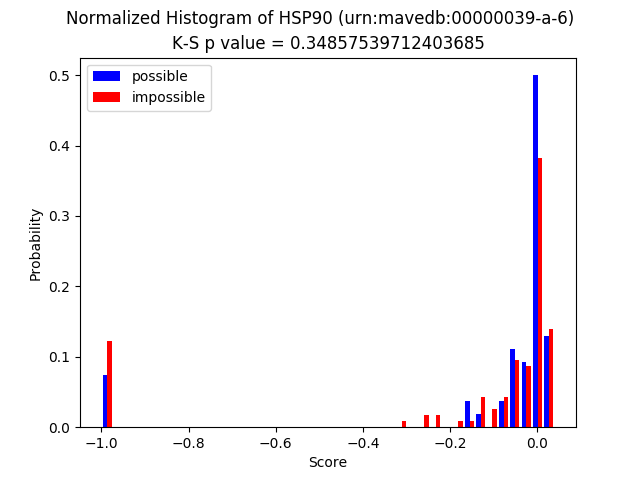 Normalized Histogram of HSP90 (urn:mavedb:00000039-a-6)
K-S p value = 0.34857539712403685
possible
impossible
0.5
0.4
0.3
0.2
0.1
0.0
Probability
−1.0 −0.8 −0.6 −0.4 −0.2 0.0
Score